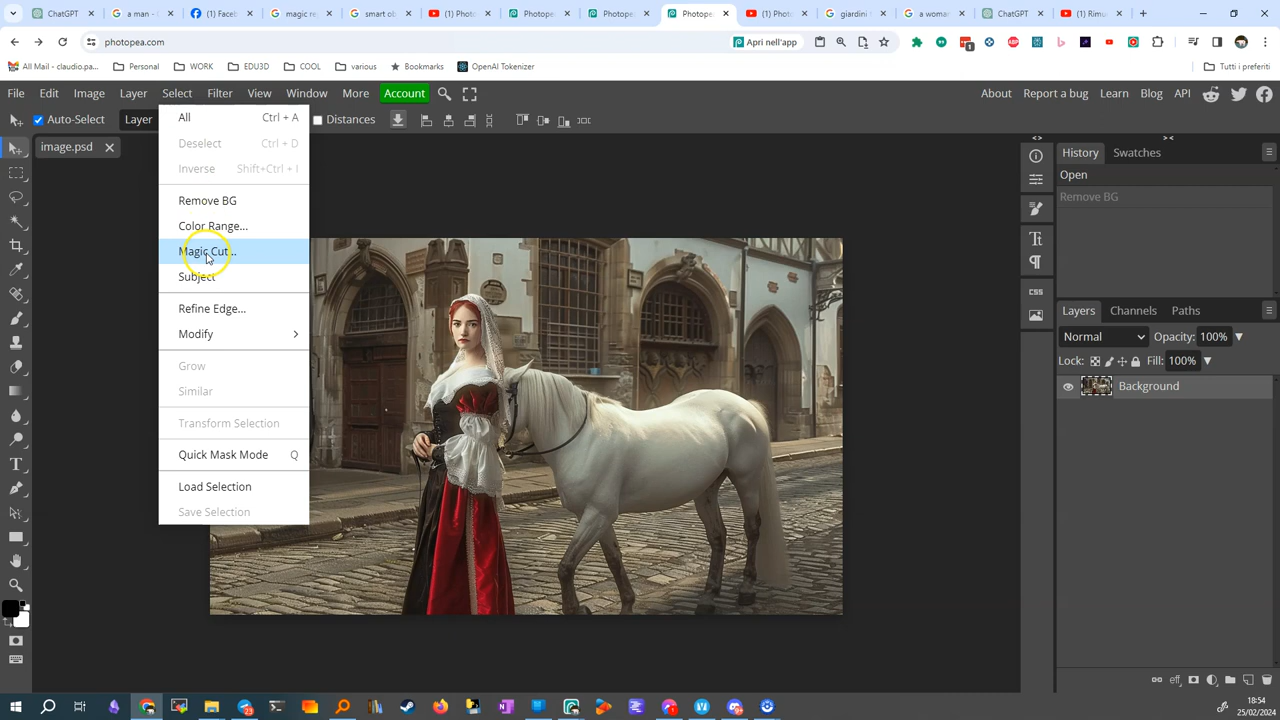 ChatGPT
a man - t
Faceb
magic re
smart ob
(1) Phot
Photope
Photope
Photope
(1) Phot
giardini r
a woma
ChatGPT
(1) Rimu
photopea.com
Apri nell'app
1
All Mail - claudio.pa...
Personal
WORK
EDU3D
COOL
various
Bookmarks
OpenAI Tokenizer
Tutti i preferiti
File Edit Image Layer Select Filter View Window More Account
About Report a bug Blog Learn API
Auto-Select
Layer
Distances
image.psd
All Ctrl + A
Deselect Ctrl + D
Inverse Shift+Ctrl + I
Remove BG
Color Range...
Magic Cut...
Subject
Refine Edge...
Modify
Grow
Similar
Transform Selection
Quick Mask Mode Q
Load Selection
Save Selection
History Swatches
Open
Remove BG
CSS
Layers Channels Paths
Normal
Opacity: 100%
Lock:
Fill: 100%
Background
eff
18:54
25/02/2024